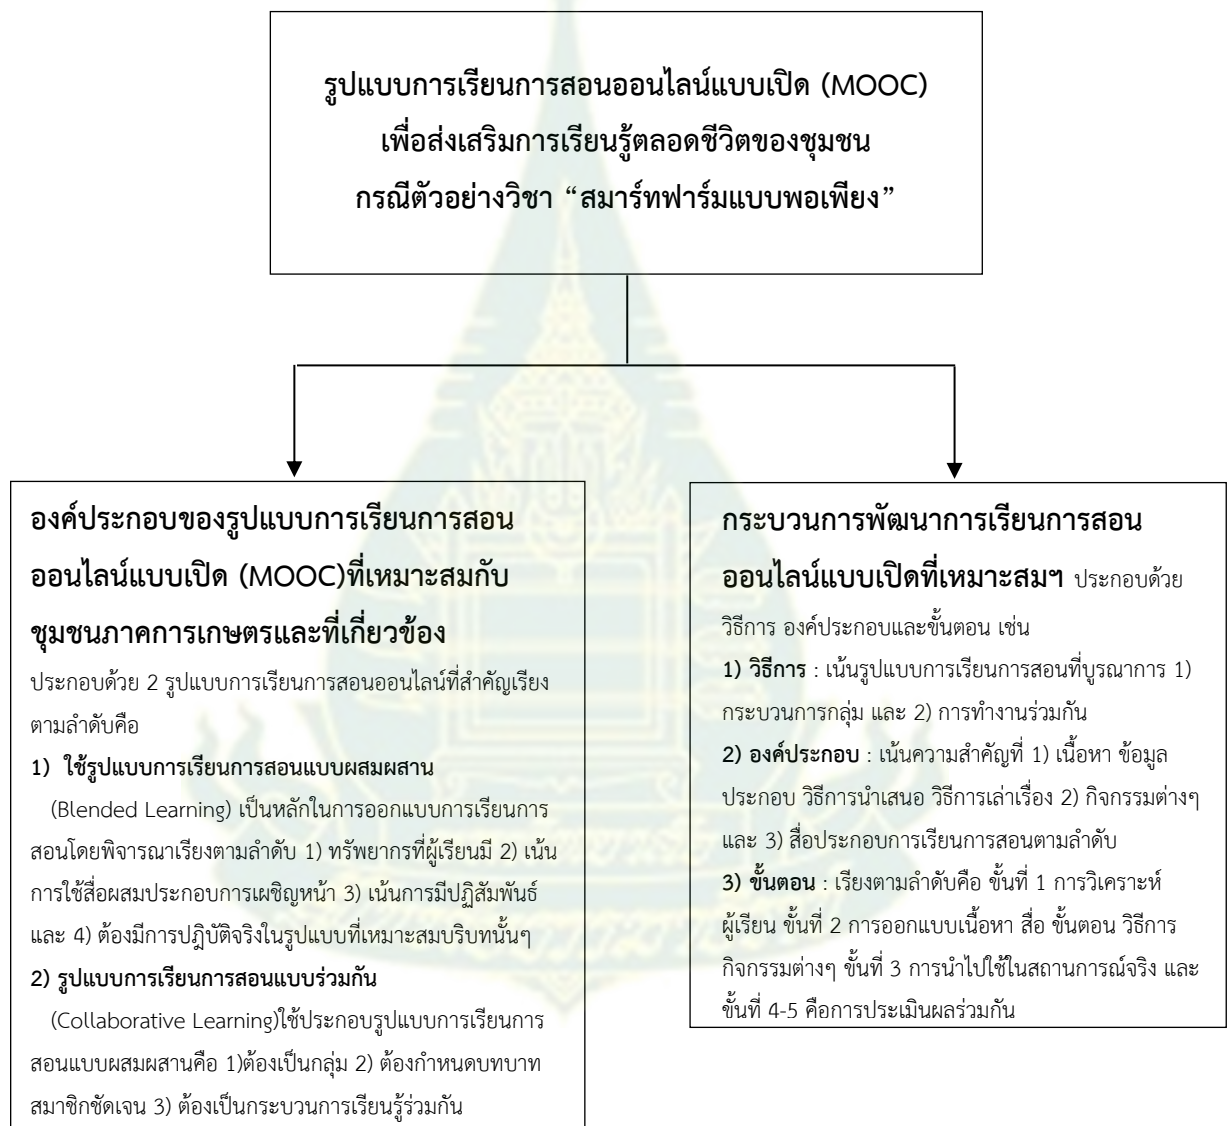 รูปแบบการเรียนการสอนออนไลน์แบบเปิด (MOOC)
เพื่อส่งเสริมการเรียนรู้ตลอดชีวิตของชุมชน
กรณีตัวอย่างวิชา “สมาร์ทฟาร์มแบบพอเพียง”
องค์ประกอบของรูปแบบการเรียนการสอน
ออนไลน์แบบเปิด (MOOC)ที่เหมาะสมกับ
ชุมชนภาคการเกษตรและที่เกี่ยวข้อง
ประกอบด้วย 2 รูปแบบการเรียนการสอนออนไลน์ที่สำคัญเรียง
ตามลำดับคือ
1) ใช้รูปแบบการเรียนการสอนแบบผสมผสาน
(Blended Learning) เป็นหลักในการออกแบบการเรียนการ
สอนโดยพิจารณาเรียงตามลำดับ 1) ทรัพยากรที่ผู้เรียนมี 2) เน้น
การใช้สื่อผสมประกอบการเผชิญหน้า 3) เน้นการมีปฏิสัมพันธ์
และ 4) ต้องมีการปฎิบัติจริงในรูปแบบที่เหมาะสมบริบทนั้นๆ
2) รูปแบบการเรียนการสอนแบบร่วมกัน
(Collaborative Learning)ใช้ประกอบรูปแบบการเรียนการ
สอนแบบผสมผสานคือ 1)ต้องเป็นกลุ่ม 2) ต้องกำหนดบทบาท
สมาชิกชัดเจน 3) ต้องเป็นกระบวนการเรียนรู้ร่วมกัน
กระบวนการพัฒนาการเรียนการสอน
ออนไลน์แบบเปิดที่เหมาะสมฯ ประกอบด้วย
วิธีการ องค์ประกอบและขั้นตอน เช่น
1) วิธีการ : เน้นรูปแบบการเรียนการสอนที่บูรณาการ 1)
กระบวนการกลุ่ม และ 2) การทำงานร่วมกัน
2) องค์ประกอบ : เน้นความสำคัญที่ 1) เนื้อหา ข้อมูล
ประกอบ วิธีการนำเสนอ วิธีการเล่าเรื่อง 2) กิจกรรมต่างๆ
และ 3) สื่อประกอบการเรียนการสอนตามลำดับ
3) ขั้นตอน : เรียงตามลำดับคือ ขั้นที่ 1 การวิเคราะห์
ผู้เรียน ขั้นที่ 2 การออกแบบเนื้อหา สื่อ ขั้นตอน วิธีการ
กิจกรรมต่างๆ ขั้นที่ 3 การนำไปใช้ในสถานการณ์จริง และ
ขั้นที่ 4-5 คือการประเมินผลร่วมกัน